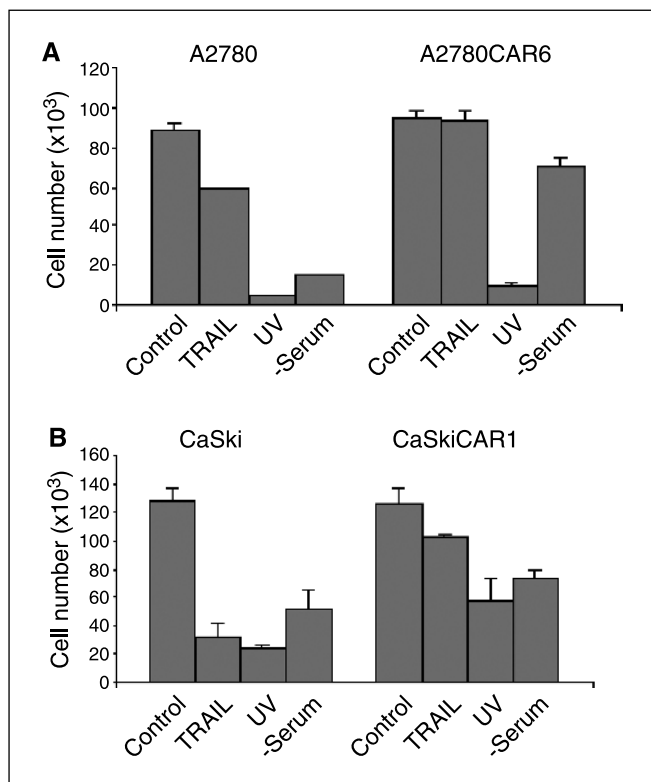 A
A2780 A2780CAR6
Cell number (x10³)
120
100
80
60
40
20
0
Control TRAIL UV -Serum Control TRAIL UV -Serum
B
CaSki CaSkiCAR1
Cell number (x10³)
160
140
120
100
80
60
40
20
0
Control TRAIL UV -Serum Control TRAIL UV -Serum